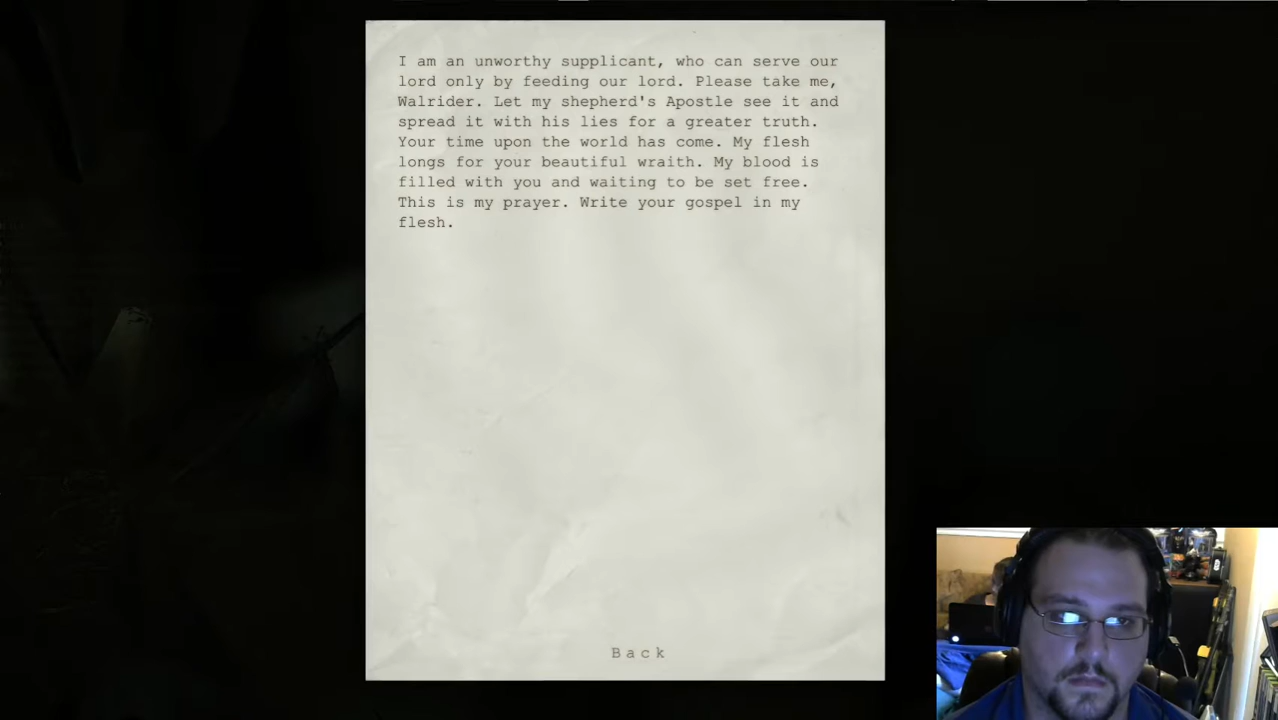 I am an unworthy supplicant, who can serve our
lord only by feeding our lord. Please take me,
Walrider. Let my shepherd's Apostle see it and
spread it with his lies for a greater truth.
Your time upon the world has come. My flesh
longs for your beautiful wraith. My blood is
filled with you and waiting to be set free.
This is my prayer. Write your gospel in my
flesh.
Back